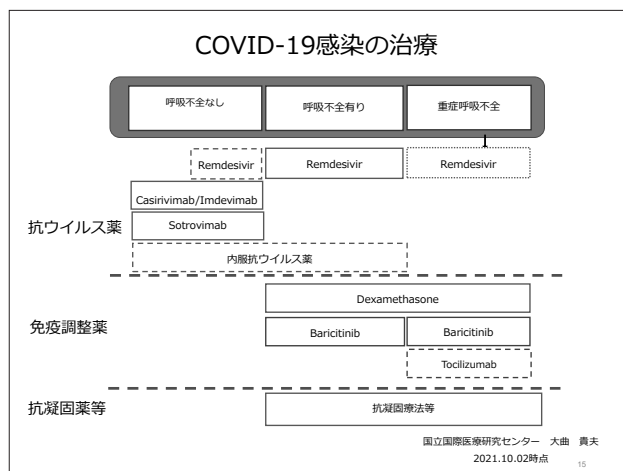 COVID-19感染の治療
呼吸不全なし
呼吸不全有り
重症呼吸不全
Remdesivir
Remdesivir
Remdesivir
Casirivimab/Imdevimab
抗ウイルス薬
Sotrovimab
内服抗ウイルス薬
Dexamethasone
免疫調整薬
Baricitinib
Baricitinib
Tocilizumab
抗凝固薬等
抗凝固療法等
国立国際医療研究センター 大曲 貴夫
2021.10.02時点
15